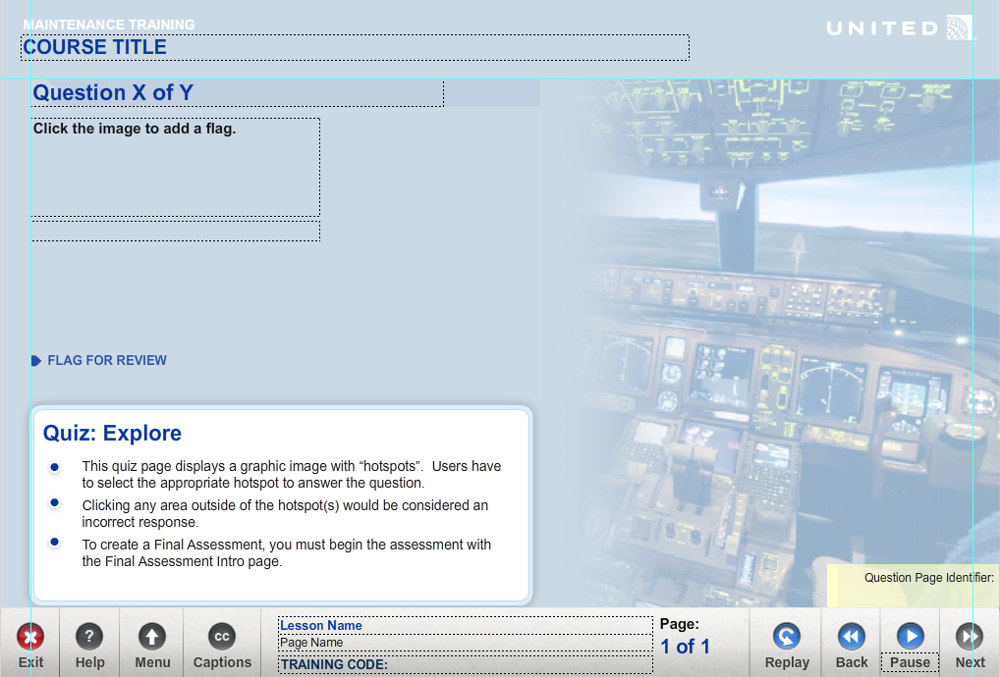 MAINTENANCE TRAINING
UNITED
COURSE TITLE
Question X of Y
Click the image to add a flag.
FLAG FOR REVIEW
Quiz: Explore
This quiz page displays a graphic image with “hotspots”.  Users have
to select the appropriate hotspot to answer the question.
Clicking any area outside of the hotspot(s) would be considered an
incorrect response.
To create a Final Assessment, you must begin the assessment with
the Final Assessment Intro page.
Question Page Identifier:
Exit
?
Help
Menu
CC
Captions
Lesson Name
Page Name
TRAINING CODE:
Page:
1 of 1
Replay
Back
Pause
Next